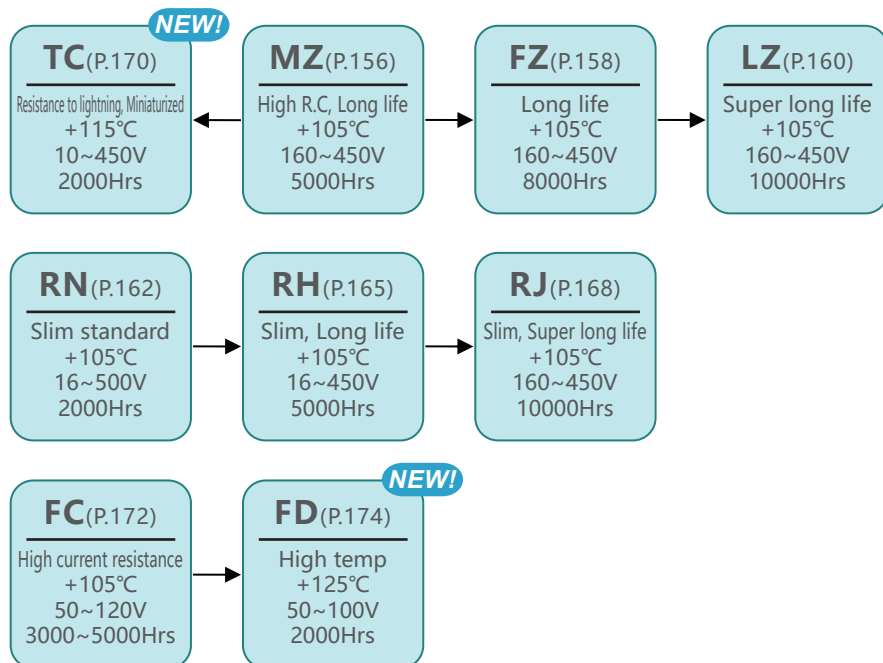 NEW!
TC(P.170)
Resistance to lightning, Miniaturized
+115℃
10~450V
2000Hrs
MZ(P.156)
High R.C, Long life
+105℃
160~450V
5000Hrs
FZ(P.158)
Long life
+105℃
160~450V
8000Hrs
LZ(P.160)
Super long life
+105℃
160~450V
10000Hrs
RN(P.162)
Slim standard
+105℃
16~500V
2000Hrs
RH(P.165)
Slim, Long life
+105℃
16~450V
5000Hrs
RJ(P.168)
Slim, Super long life
+105℃
160~450V
10000Hrs
FC(P.172)
High current resistance
+105℃
50~120V
3000~5000Hrs
NEW!
FD(P.174)
High temp
+125℃
50~100V
2000Hrs